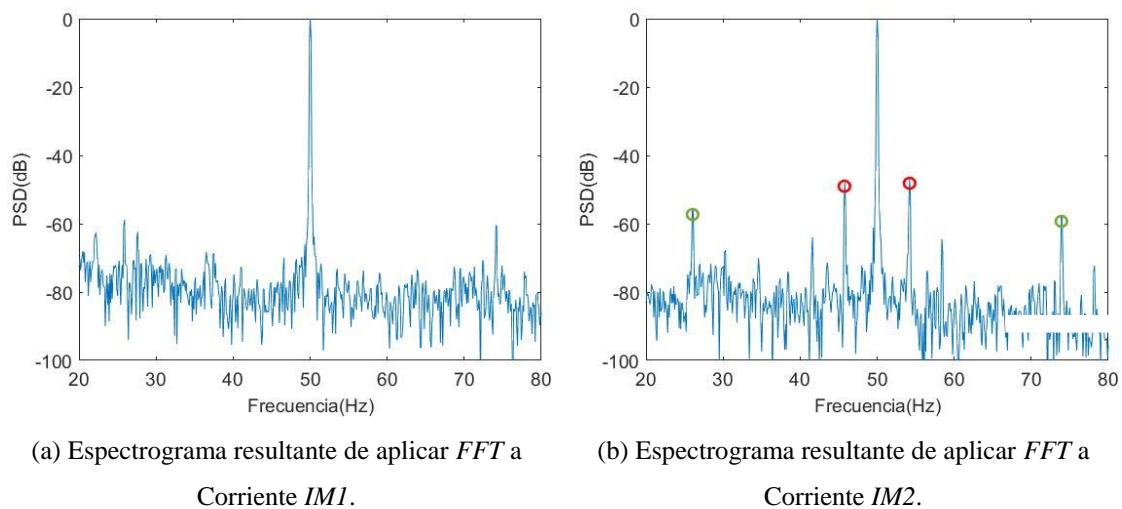 0
-20
-40
-60
-80
-100
PSD(dB)
20 30 40 50 60 70 80
Frecuencia(Hz)
(a) Espectrograma resultante de aplicar FFT a
Corriente IM1.
0
-20
-40
-60
-80
-100
PSD(dB)
20 30 40 50 60 70 80
Frecuencia(Hz)
(b) Espectrograma resultante de aplicar FFT a
Corriente IM2.